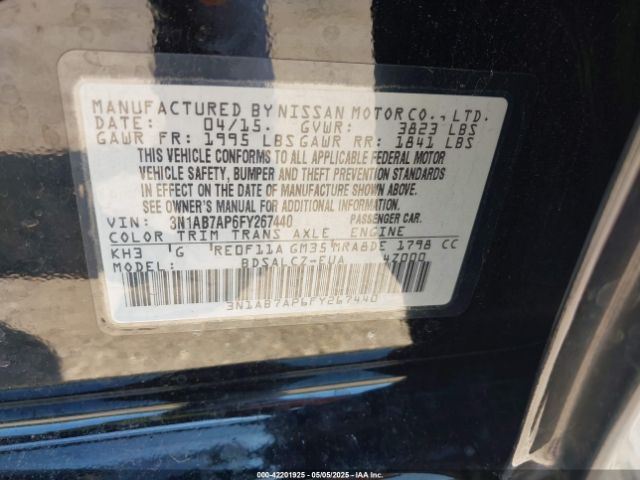 MANUFACTURED BY NISSAN MOTOR CO., LTD.
04/15. GVWR: 3823 LBS
GAWR FR: 1995 LBS GAWR RR: 1841 LBS
THIS VEHICLE CONFORMS TO ALL APPLICABLE FEDERAL MOTOR
VEHICLE SAFETY, BUMPER AND THEFT PREVENTION STANDARDS
IN EFFECT ON THE DATE OF MANUFACTURE SHOWN ABOVE.
SEE OWNER'S MANUAL FOR ADDITIONAL INFORMATION.
VIN: 3N1AB7AP6FY267440 PASSENGER CAR.
COLOR TRIM TRANS AXLE ENGINE
KH3 'G 'RE0F11A GM35 MRA8DE 1798 CC
MODEL: BDSALCZ-EUA 4Z000
3N1AB7AP6FY267440
000-42201925 - 05/05/2025 - IAA